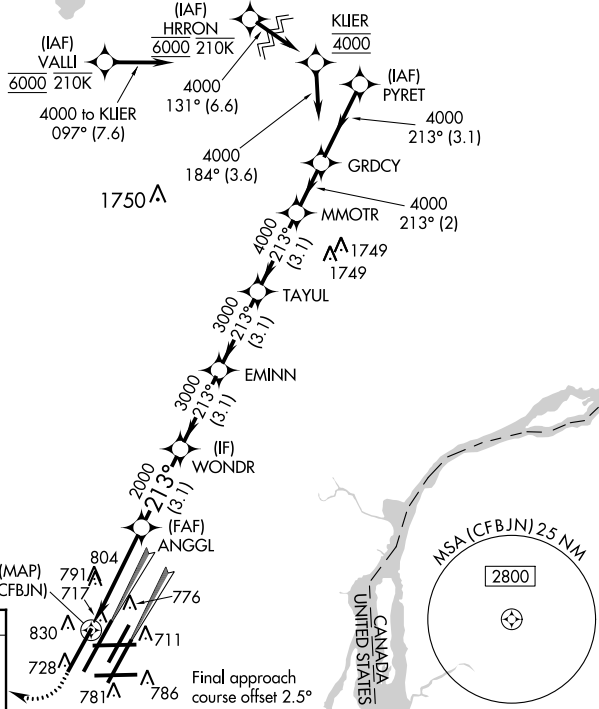 (IAF)
HRRON
6000 210K
(IAF)
VALLI
6000 210K
KLIER
4000
(IAF)
PYRET
4000
131° (6.6)
4000 to KLIER
097° (7.6)
4000
213° (3.1)
4000
184° (3.6)
GRDCY
4000
213° (2)
1750
MMOTR
1749
1749
4000
213°
(3.1)
TAYUL
3000
213°
(3.1)
EMINN
3000
213°
(3.1)
(IF)
WONDR
2000
213°
(3.1)
(FAF)
ANGGL
804
791
717
(MAP)
CFBJN)
776
830
711
728
781
786
Final approach
course offset 2.5°
CANADA
UNITED STATES
MSA (CFBJN) 25 NM
2800